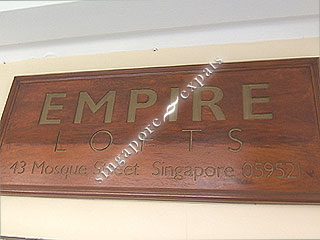 EMPIRE
LOFTS
43 Mosque Street Singapore 059521
singapore expats